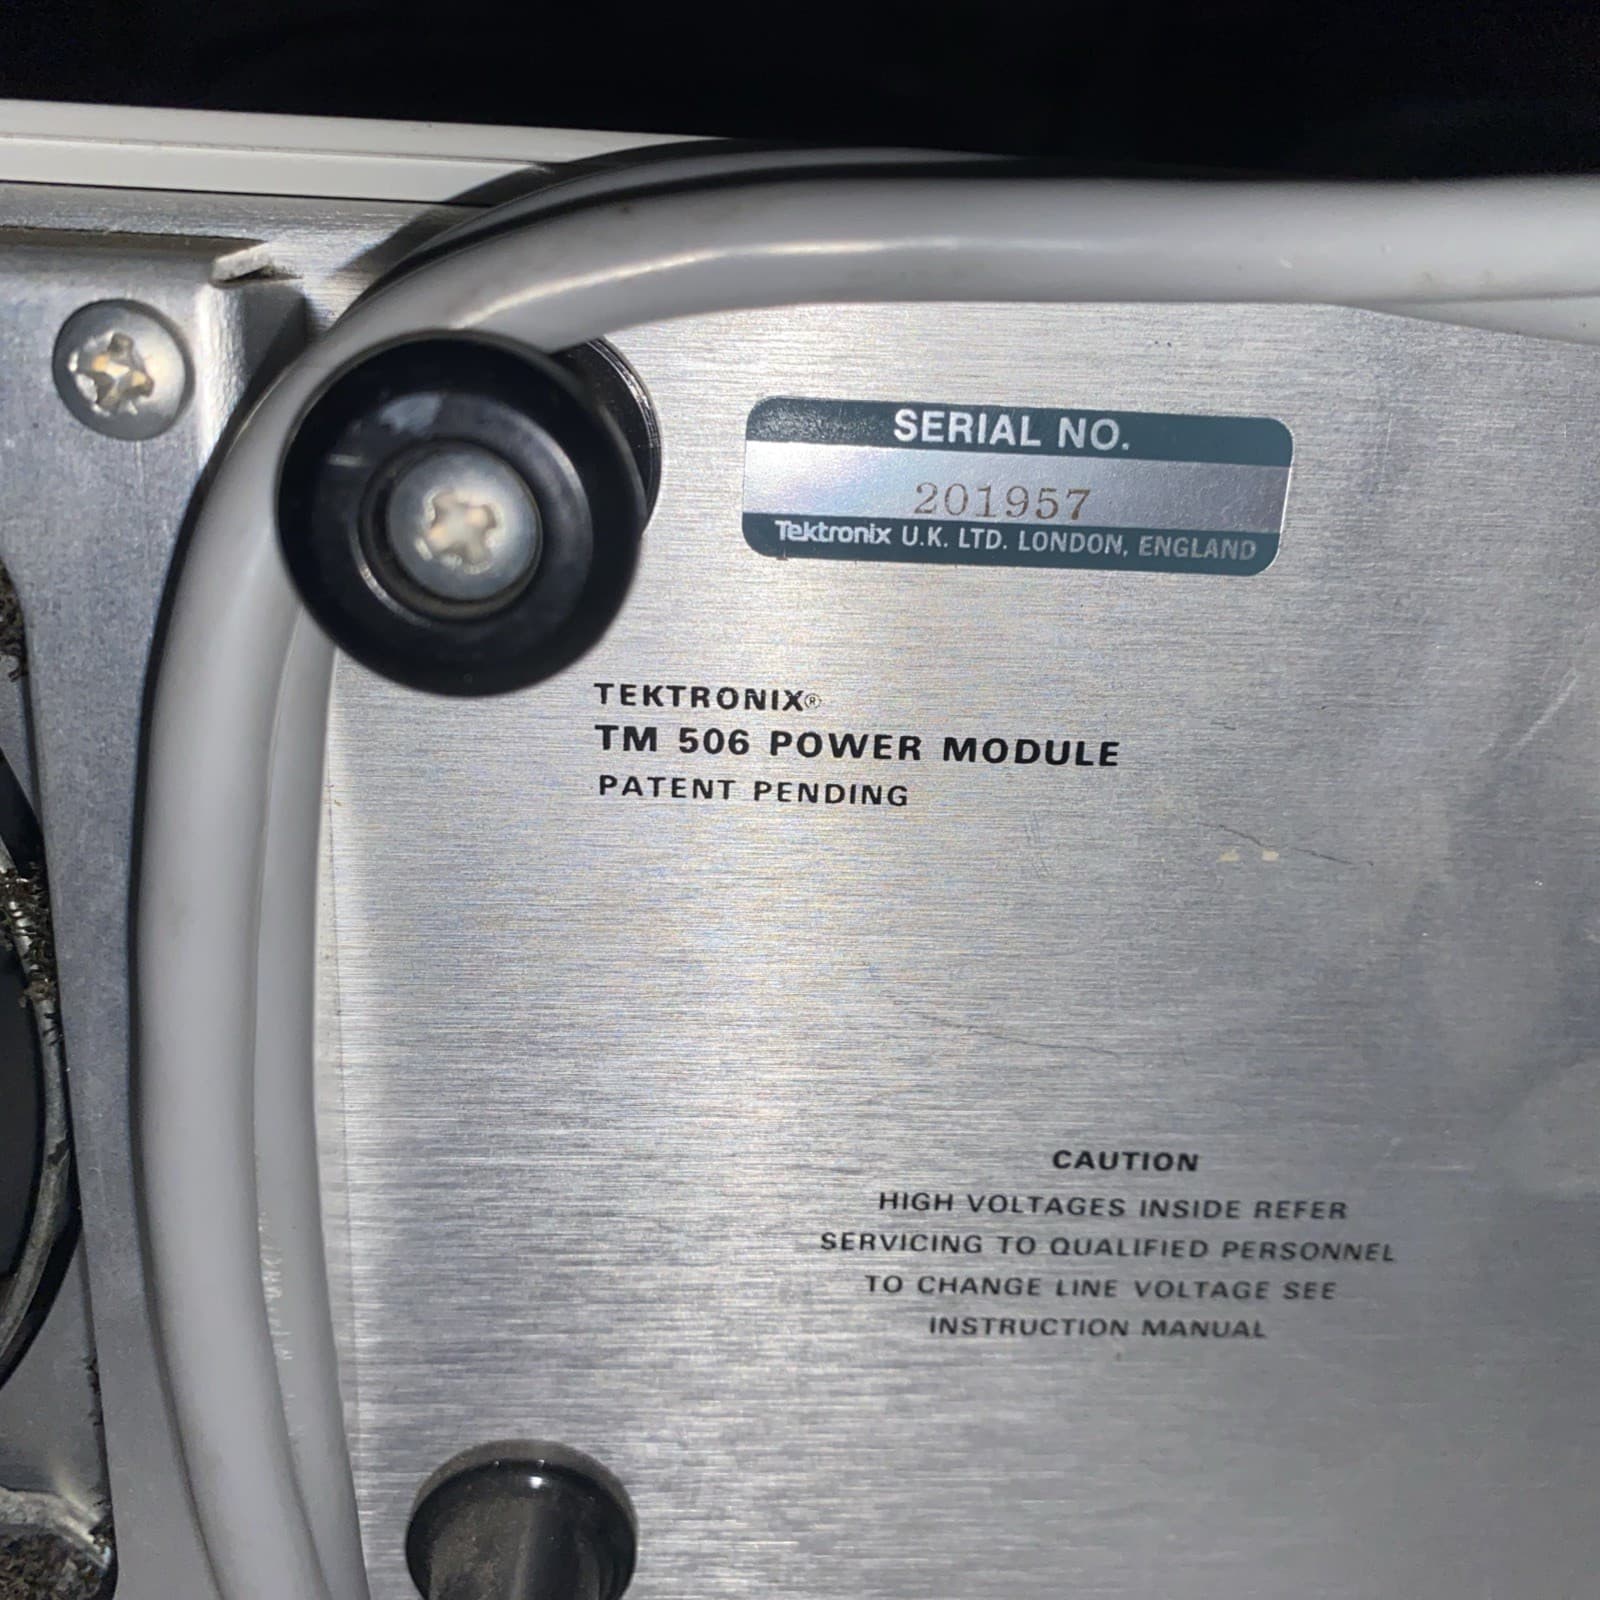 SERIAL NO.
201957
Tektronix U.K. LTD. LONDON, ENGLAND
TEKTRONIX®
TM 506 POWER MODULE
PATENT PENDING
CAUTION
HIGH VOLTAGES INSIDE REFER
SERVICING TO QUALIFIED PERSONNEL
TO CHANGE LINE VOLTAGE SEE
INSTRUCTION MANUAL